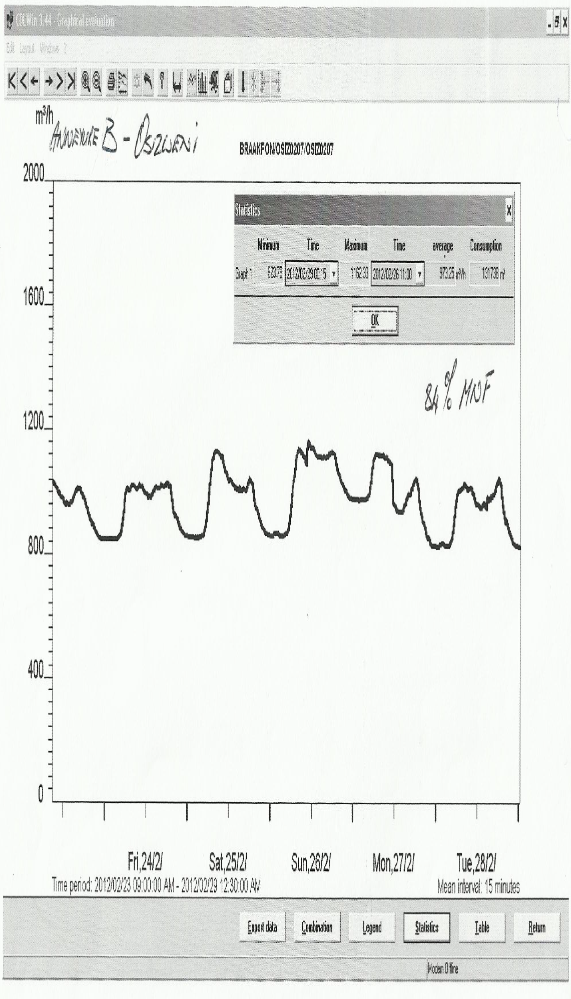 CDLWin 3.44 - Graphical evaluation
Edit Layout Windows ?
m³/h
ANNEXURE B - OSIZWENI
BRAAKFON/OSIZ0207/OSIZ0207
2000
Statistics
Minimum Time Maximum Time average Consumption
Graph 1 823.78 2012/02/29 00:15 1162.33 2012/02/26 11:00 973.25 m³/h 131738 m³
OK
1600
84% MNF
1200
800
400
0
Fri,24/2/ Sat,25/2/ Sun,26/2/ Mon,27/2/ Tue,28/2/
Time period: 2012/02/23 09:00:00 AM - 2012/02/29 12:30:00 AM Mean interval: 15 minutes
Export data Combination Legend Statistics Table Return
Modem Offline